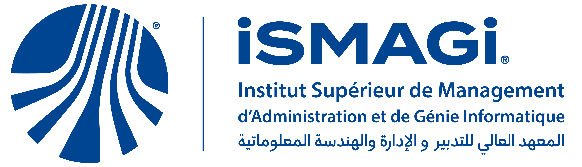 iSMAGi®
Institut Supérieur de Management
d'Administration et de Génie Informatique
المعهد العالي للتدبير و الإدارة والهندسة المعلوماتية